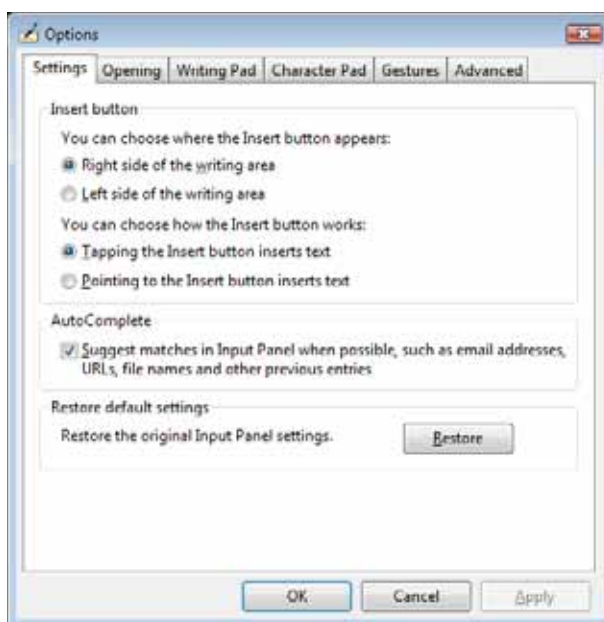 Options
Settings Opening Writing Pad Character Pad Gestures Advanced
Insert button
You can choose where the Insert button appears:
Right side of the writing area
Left side of the writing area
You can choose how the Insert button works:
Tapping the Insert button inserts text
Pointing to the Insert button inserts text
AutoComplete
Suggest matches in Input Panel when possible, such as email addresses,
URLs, file names and other previous entries
Restore default settings
Restore the original Input Panel settings. Restore
OK Cancel Apply